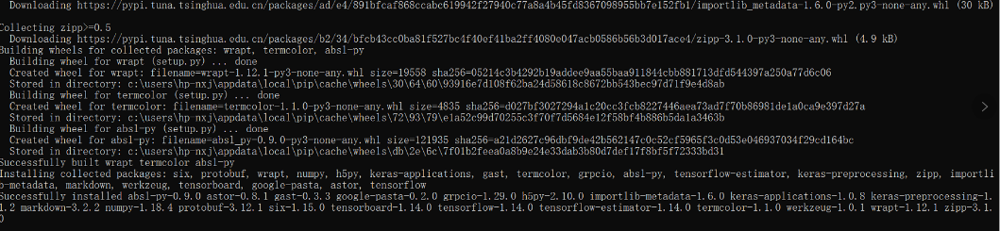 Downloading https://pypi.tuna.tsinghua.edu.cn/packages/ad/e4/891bfcaf868ccabc619942f27940c77a8a4b45fd8367098955bb7e152fb1/importlib_metadata-1.6.0-py2.py3-none-any.whl (30 kB)
Collecting zipp>=0.5
Downloading https://pypi.tuna.tsinghua.edu.cn/packages/b2/34/bfcb43cc0ba81f527bc4f40ef41ba2ff4080e047acb0586b56b3d017ace4/zipp-3.1.0-py3-none-any.whl (4.9 kB)
Building wheels for collected packages: wrapt, termcolor, absl-py
Building wheel for wrapt (setup.py) ... done
Created wheel for wrapt: filename=wrapt-1.12.1-py3-none-any.whl size=19558 sha256=05214c3b4292b19addee9aa55baa911844cbb881713dfd544397a250a77d6c06
Stored in directory: c:\users\hp-nxj\appdata\local\pip\cache\wheels\30\64\60\93916e7d108f62ba24d58618c8672bb543bec97d71f9e4d8ab
Building wheel for termcolor (setup.py) ... done
Created wheel for termcolor: filename=termcolor-1.1.0-py3-none-any.whl size=4835 sha256=d027bf3027294a1c20cc3fcb8227446aea73ad7f70b86981de1a0ca9e397d27a
Stored in directory: c:\users\hp-nxj\appdata\local\pip\cache\wheels\72\93\79\e1a52c99d70255c3f70f7d5684e12f58bf4b886b5da1a3463b
Building wheel for absl-py (setup.py) ... done
Created wheel for absl-py: filename=absl_py-0.9.0-py3-none-any.whl size=121935 sha256=a21d2627c96dbf9de42b562147c0c52cf5965f3c0d53e046937034f29cd164bc
Stored in directory: c:\users\hp-nxj\appdata\local\pip\cache\wheels\db\2e\6c\7f01b2feea0a8b9e24e33dab3b80d7def17f8bf5f72333bd31
Successfully built wrapt termcolor absl-py
Installing collected packages: six, protobuf, wrapt, numpy, h5py, keras-applications, gast, termcolor, grpcio, absl-py, tensorflow-estimator, keras-preprocessing, zipp, importli
b-metadata, markdown, werkzeug, tensorboard, google-pasta, astor, tensorflow
Successfully installed absl-py-0.9.0 astor-0.8.1 gast-0.3.3 google-pasta-0.2.0 grpcio-1.29.0 h5py-2.10.0 importlib-metadata-1.6.0 keras-applications-1.0.8 keras-preprocessing-1.
1.2 markdown-3.2.2 numpy-1.18.4 protobuf-3.12.1 six-1.15.0 tensorboard-1.14.0 tensorflow-1.14.0 tensorflow-estimator-1.14.0 termcolor-1.1.0 werkzeug-1.0.1 wrapt-1.12.1 zipp-3.1.
0